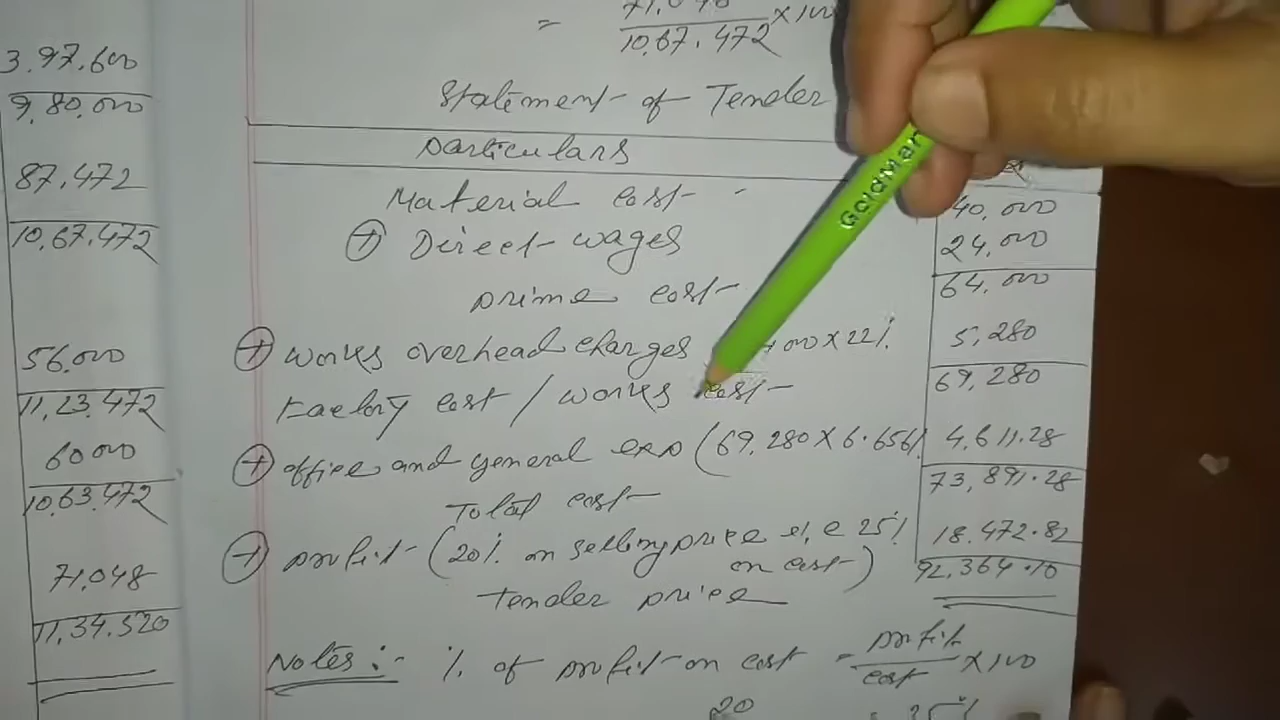 3,97,600
9,80,000
87,472
10,67,472
56,000
11,23,472
60000
10,63,472
71,048
11,34,520
= 71,048 / 10,67,472 × 100
Statement of Tender
Particulars
Material cost - 40,000
+ Direct wages 24,000
prime cost 64,000
+ works overhead charges 000 × 22% 5,280
Factory cost / works cost 69,280
+ office and general exp (69,280 × 6.656% 4,611.28
Total cost 73,891.28
+ profit (20% on selling price i.e 25% on cost) 18,472.82
Tender price 92,364.10
Notes :- % of profit on cost = profit / cost × 100
20
= 25%
GoldMar